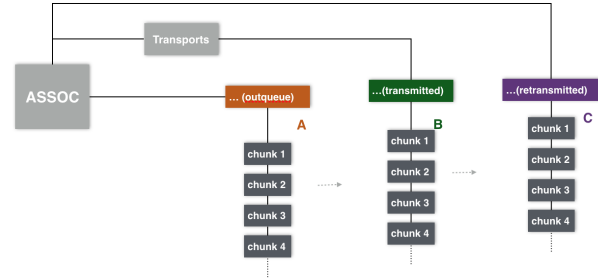 Transports
ASSOC
... (outqueue)
...(transmitted)
...(retransmitted)
A
B
C
chunk 1
chunk 2
chunk 3
chunk 4
chunk 1
chunk 2
chunk 3
chunk 4
chunk 1
chunk 2
chunk 3
chunk 4